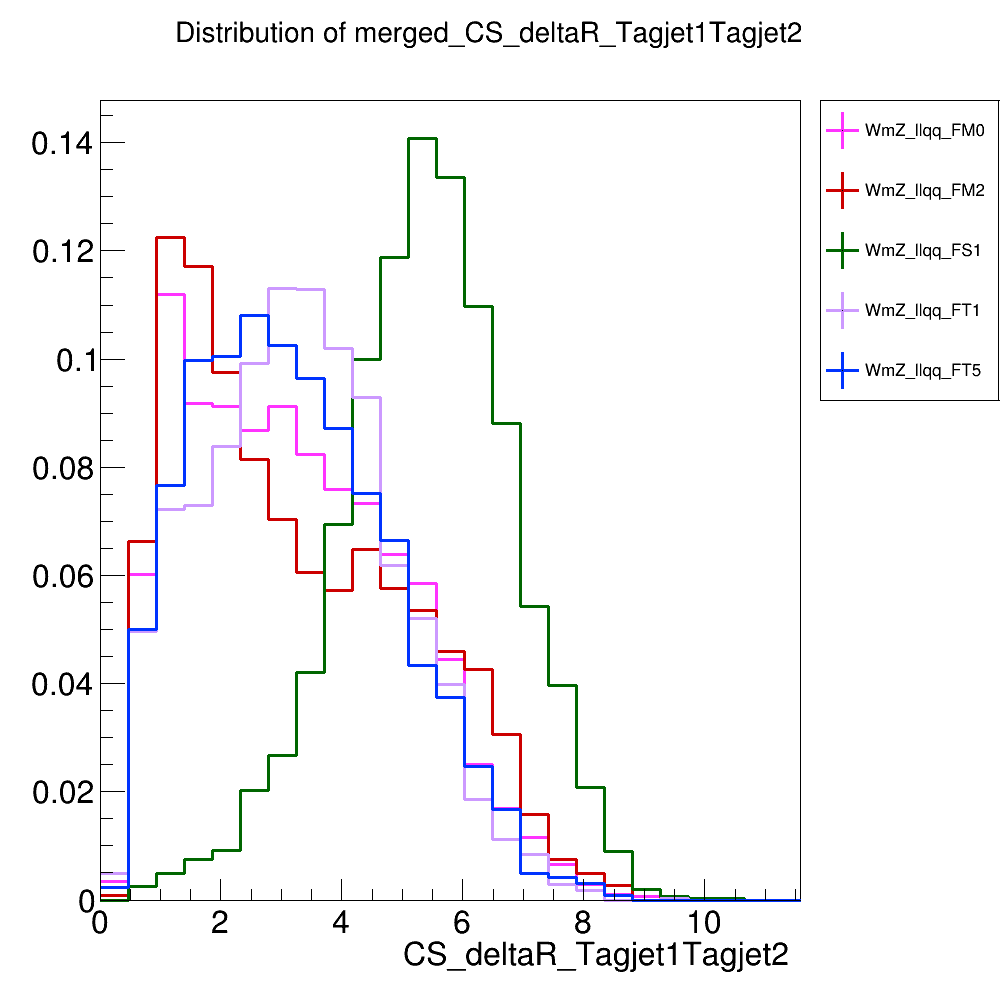 Distribution of merged_CS_deltaR_Tagjet1Tagjet2
WmZ_llqq_FM0
WmZ_llqq_FM2
WmZ_llqq_FS1
WmZ_llqq_FT1
WmZ_llqq_FT5
0.14
0.12
0.1
0.08
0.06
0.04
0.02
0
0 2 4 6 8 10
CS_deltaR_Tagjet1Tagjet2